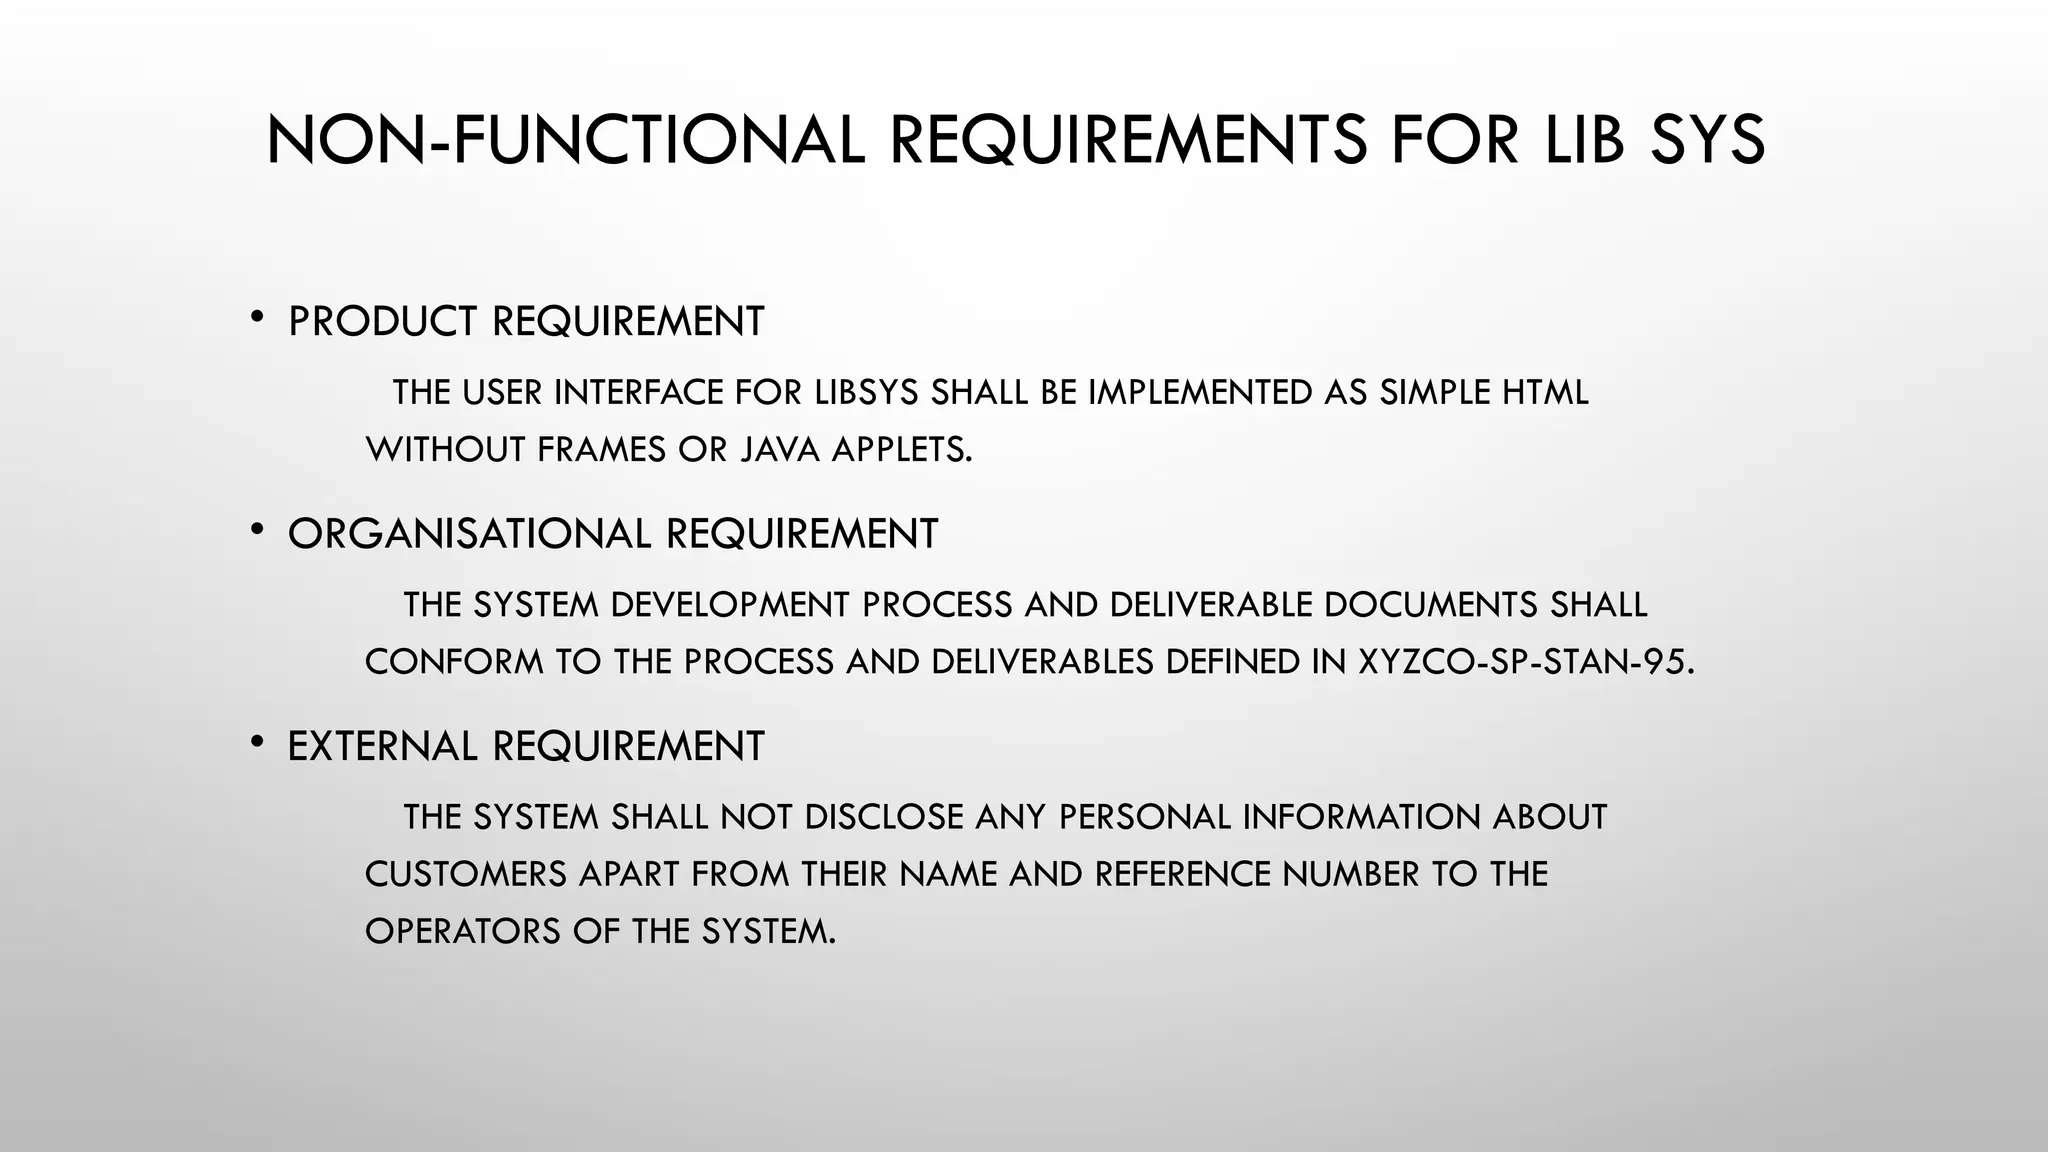 NON-FUNCTIONAL REQUIREMENTS FOR LIB SYS
• PRODUCT REQUIREMENT
THE USER INTERFACE FOR LIBSYS SHALL BE IMPLEMENTED AS SIMPLE HTML
WITHOUT FRAMES OR JAVA APPLETS.
• ORGANISATIONAL REQUIREMENT
THE SYSTEM DEVELOPMENT PROCESS AND DELIVERABLE DOCUMENTS SHALL
CONFORM TO THE PROCESS AND DELIVERABLES DEFINED IN XYZCO-SP-STAN-95.
• EXTERNAL REQUIREMENT
THE SYSTEM SHALL NOT DISCLOSE ANY PERSONAL INFORMATION ABOUT
CUSTOMERS APART FROM THEIR NAME AND REFERENCE NUMBER TO THE
OPERATORS OF THE SYSTEM.